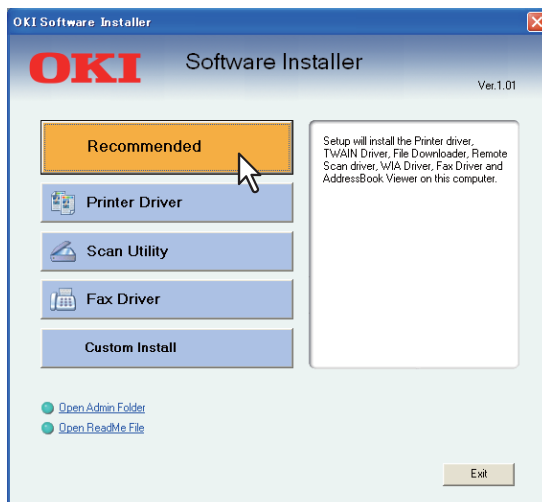 OKI Software Installer
OKI
Software Installer
Ver.1.01
Recommended
Printer Driver
Scan Utility
Fax Driver
Custom Install
Setup will install the Printer driver,
TWAIN Driver, File Downloader, Remote
Scan driver, WIA Driver, Fax Driver and
AddressBook Viewer on this computer.
Open Admin Folder
Open ReadMe File
Exit